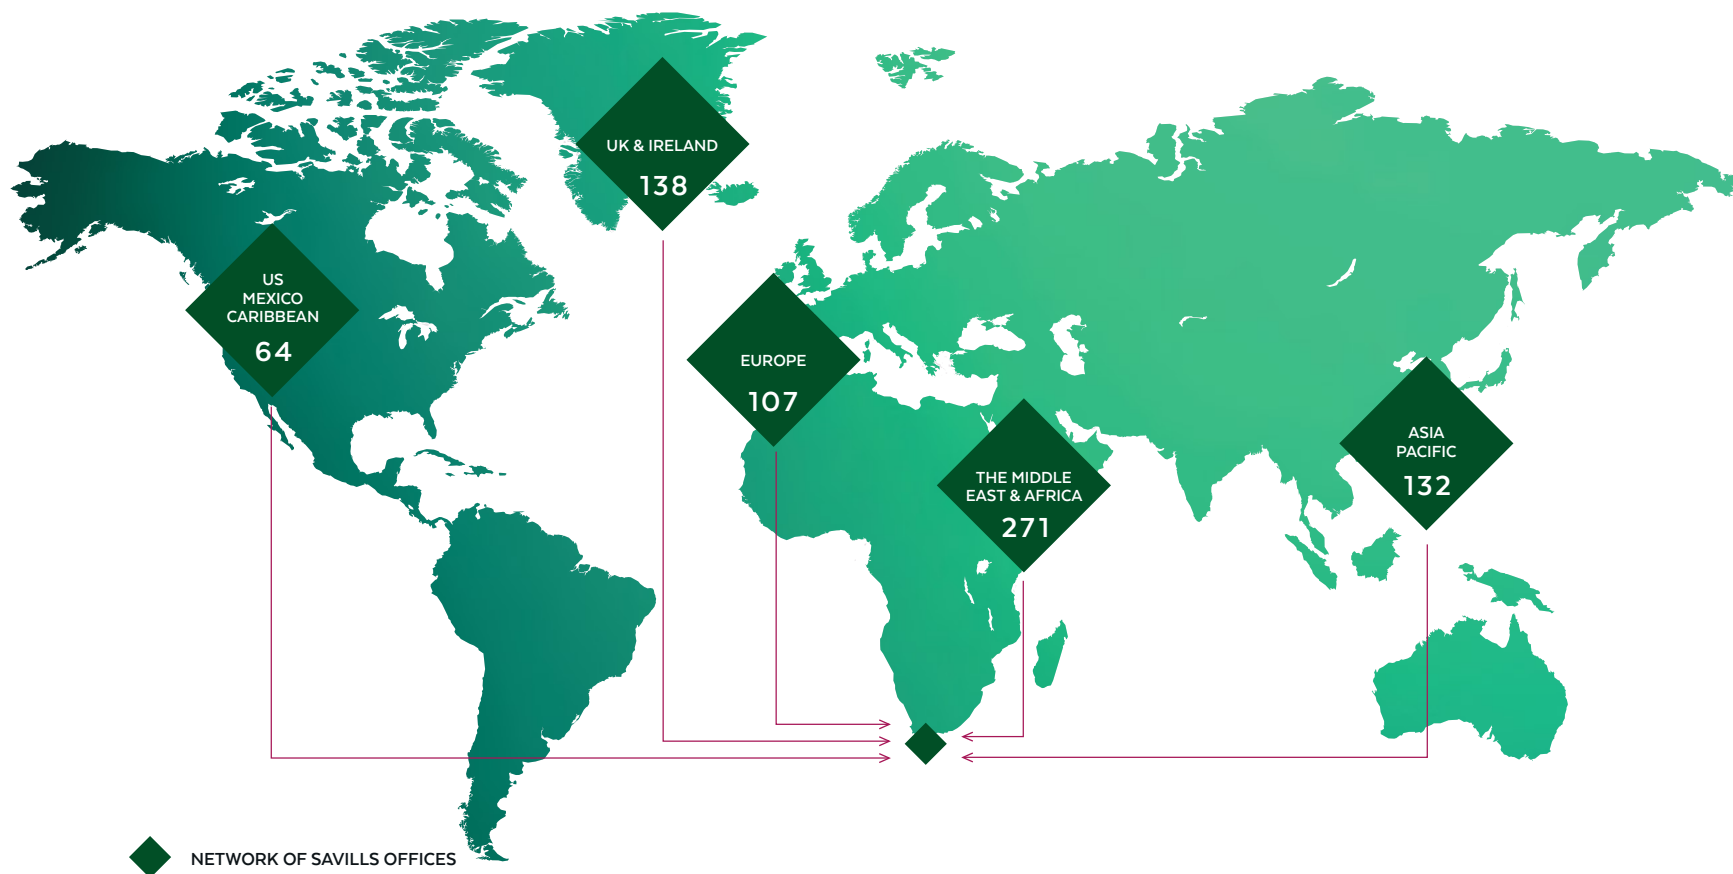 UK & IRELAND
138
US
MEXICO
CARIBBEAN
64
EUROPE
107
THE MIDDLE
EAST & AFRICA
271
ASIA
PACIFIC
132
NETWORK OF SAVILLS OFFICES